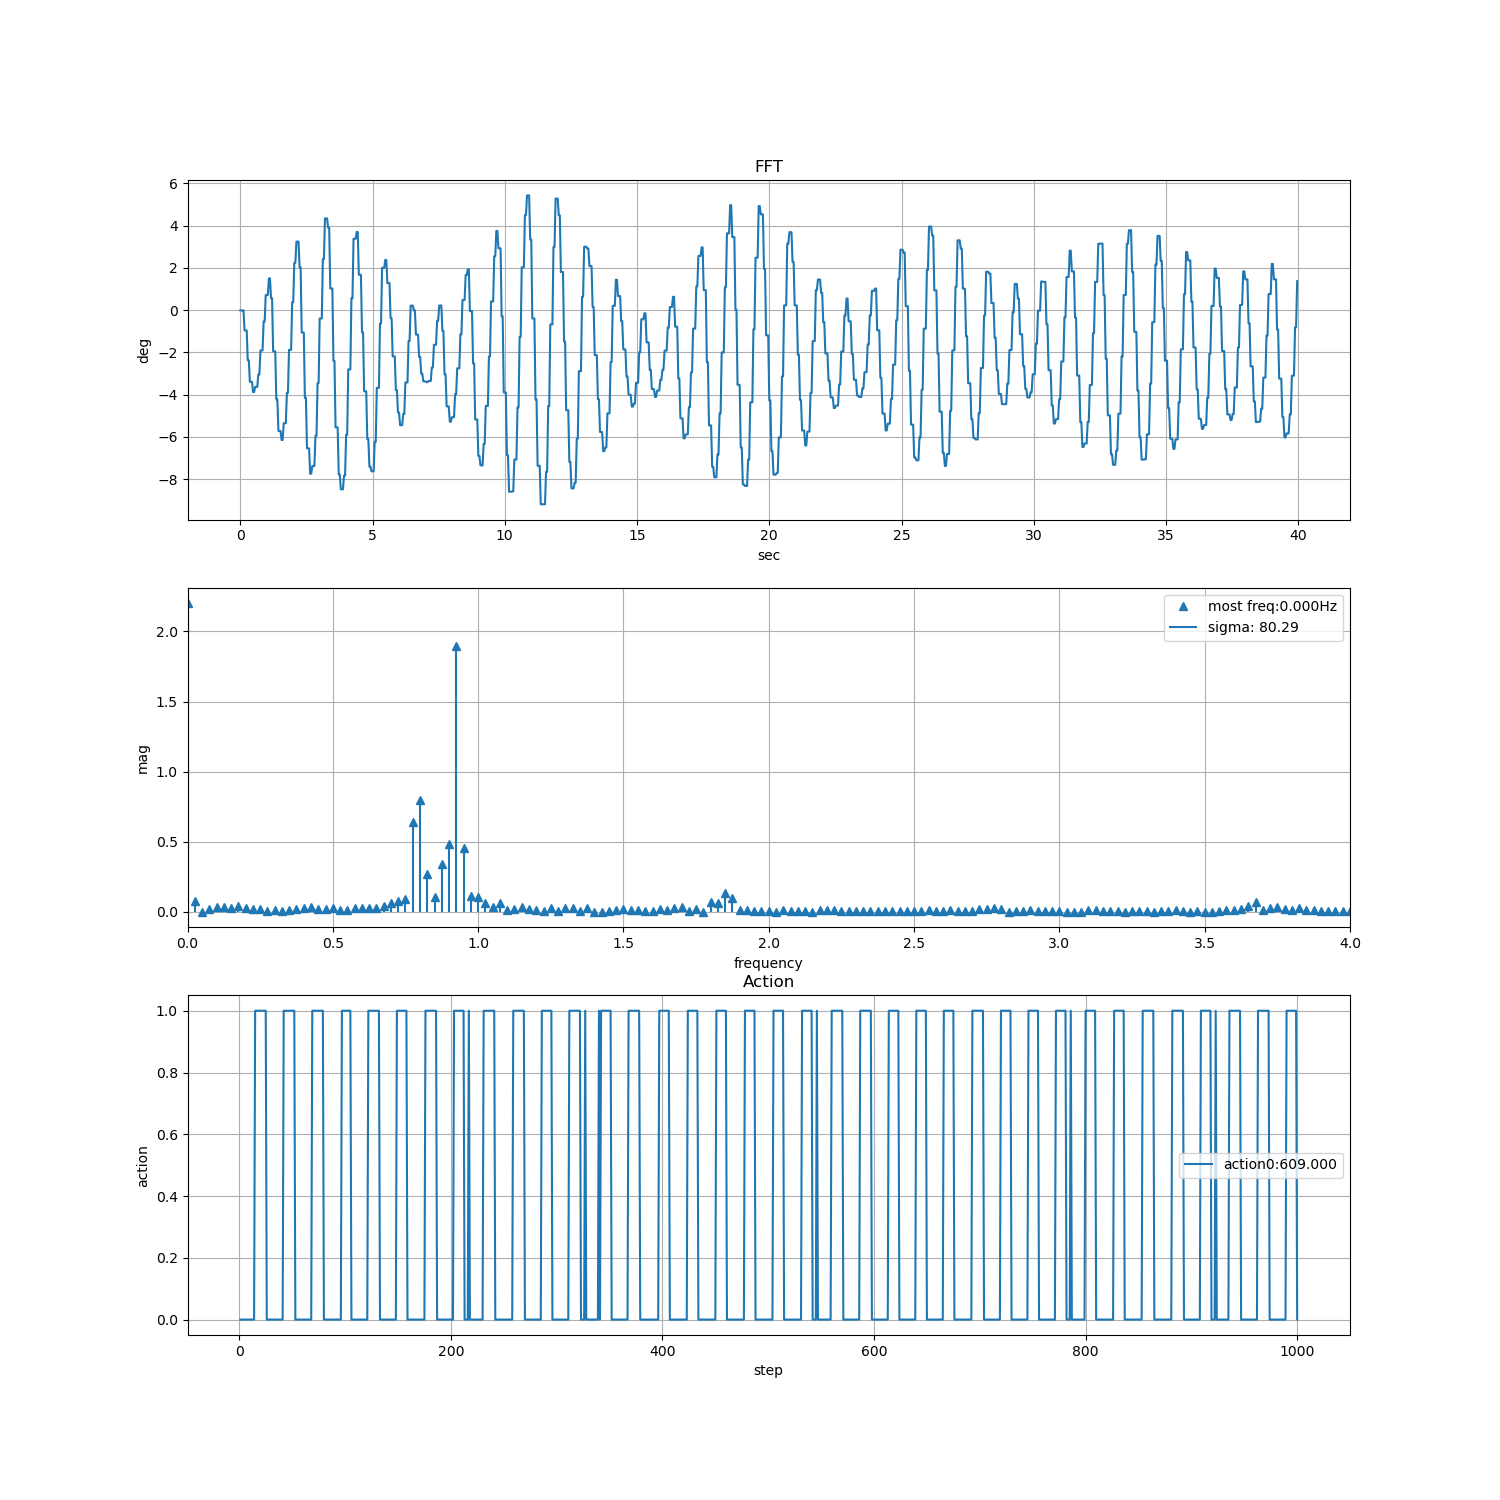 FFT
6
4
2
0
−2
−4
−6
−8
deg
0 5 10 15 20 25 30 35 40
sec
most freq:0.000Hz
sigma: 80.29
2.0
1.5
1.0
0.5
0.0
mag
0.0 0.5 1.0 1.5 2.0 2.5 3.0 3.5 4.0
frequency
Action
1.0
0.8
0.6
0.4
0.2
0.0
action
action0:609.000
0 200 400 600 800 1000
step